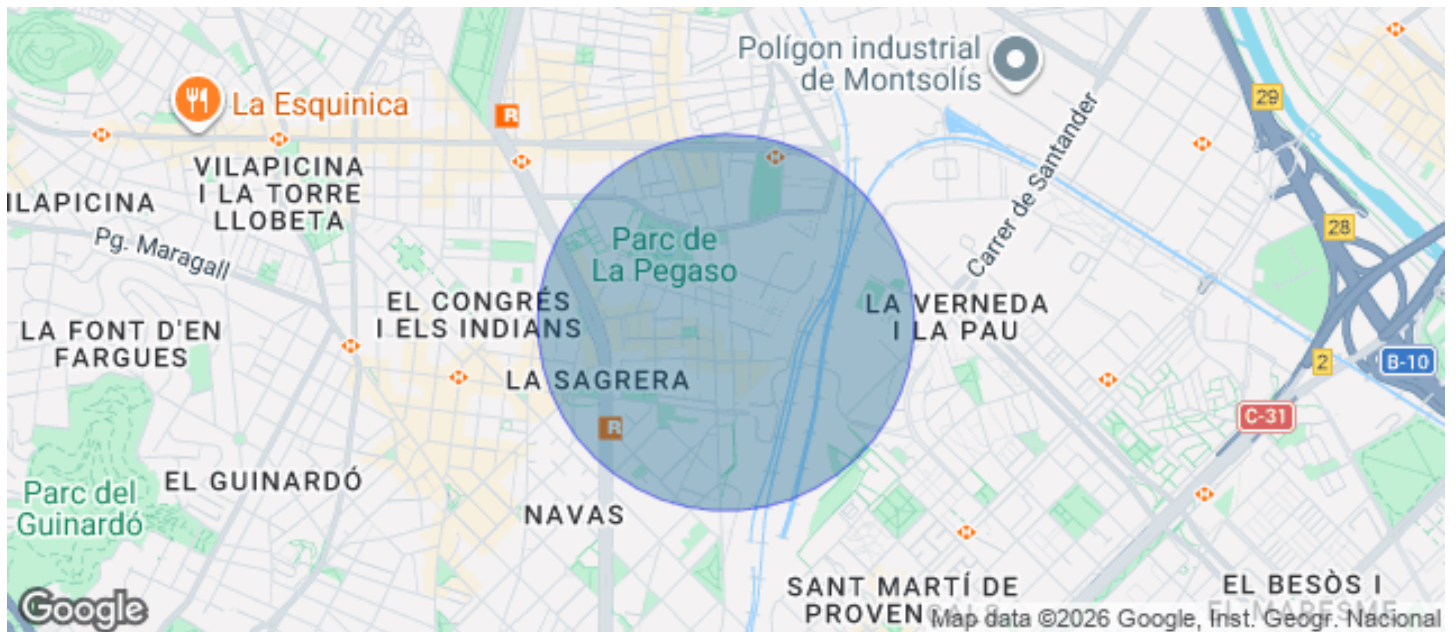 Polígon industrial
de Montsolís
29
La Esquinica
R
Carrer de Santander
VILAPICINA
I LA TORRE
LLOBETA
ILAPICINA
28
Pg. Maragall
Parc de
La Pegaso
EL CONGRÉS
I ELS INDIANS
LA VERNEDA
I LA PAU
LA FONT D'EN
FARGUES
2
B-10
LA SAGRERA
C-31
R
EL GUINARDÓ
Parc del
Guinardó
NAVAS
SANT MARTÍ DE
PROVENÇALS
EL BESÒS I
EL MARESME
Google
Map data ©2026 Google, Inst. Geogr. Nacional